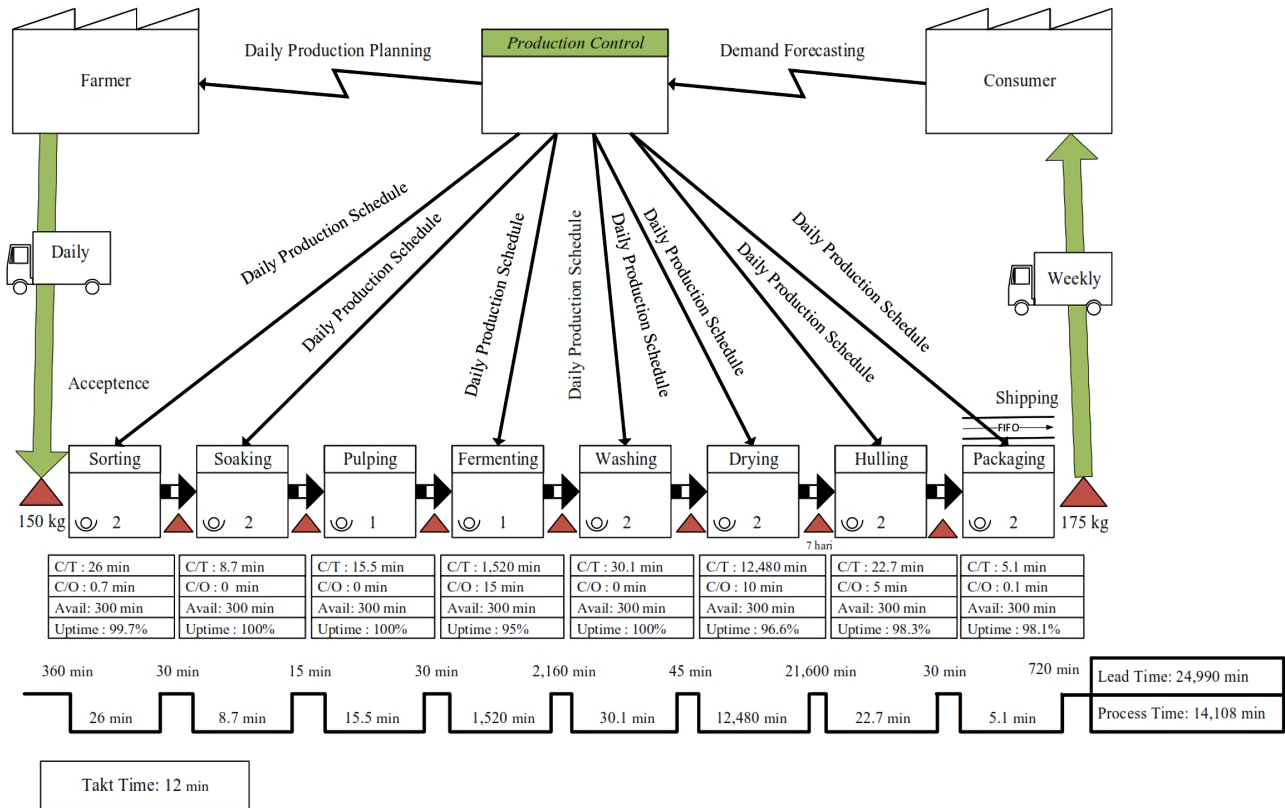 Farmer
Daily Production Planning
Production Control
Demand Forecasting
Consumer
Daily
Weekly
Daily Production Schedule
Daily Production Schedule
Daily Production Schedule
Daily Production Schedule
Daily Production Schedule
Daily Production Schedule
Daily Production Schedule
Daily Production Schedule
Acceptence
Shipping
FIFO
Sorting
Soaking
Pulping
Fermenting
Washing
Drying
Hulling
Packaging
2
2
1
1
2
2
2
2
150 kg
175 kg
7 hari
C/T : 26 min
C/O : 0.7 min
Avail: 300 min
Uptime : 99.7%
C/T : 8.7 min
C/O : 0 min
Avail: 300 min
Uptime : 100%
C/T : 15.5 min
C/O : 0 min
Avail: 300 min
Uptime : 100%
C/T : 1,520 min
C/O : 15 min
Avail: 300 min
Uptime : 95%
C/T : 30.1 min
C/O : 0 min
Avail: 300 min
Uptime : 100%
C/T : 12,480 min
C/O : 10 min
Avail: 300 min
Uptime : 96.6%
C/T : 22.7 min
C/O : 5 min
Avail: 300 min
Uptime : 98.3%
C/T : 5.1 min
C/O : 0.1 min
Avail: 300 min
Uptime : 98.1%
360 min
30 min
15 min
30 min
2,160 min
45 min
21,600 min
30 min
720 min
Lead Time: 24,990 min
26 min
8.7 min
15.5 min
1,520 min
30.1 min
12,480 min
22.7 min
5.1 min
Process Time: 14,108 min
Takt Time: 12 min